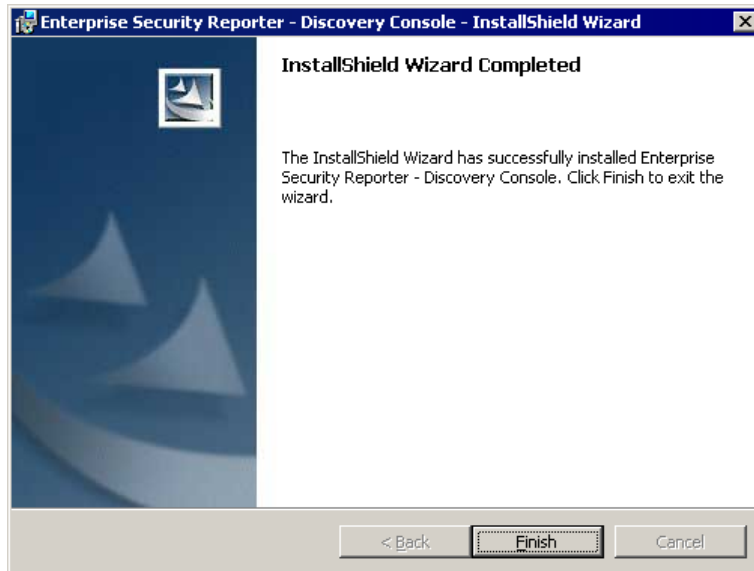 Enterprise Security Reporter - Discovery Console - InstallShield Wizard
InstallShield Wizard Completed
The InstallShield Wizard has successfully installed Enterprise
Security Reporter - Discovery Console. Click Finish to exit the
wizard.
< Back
Finish
Cancel